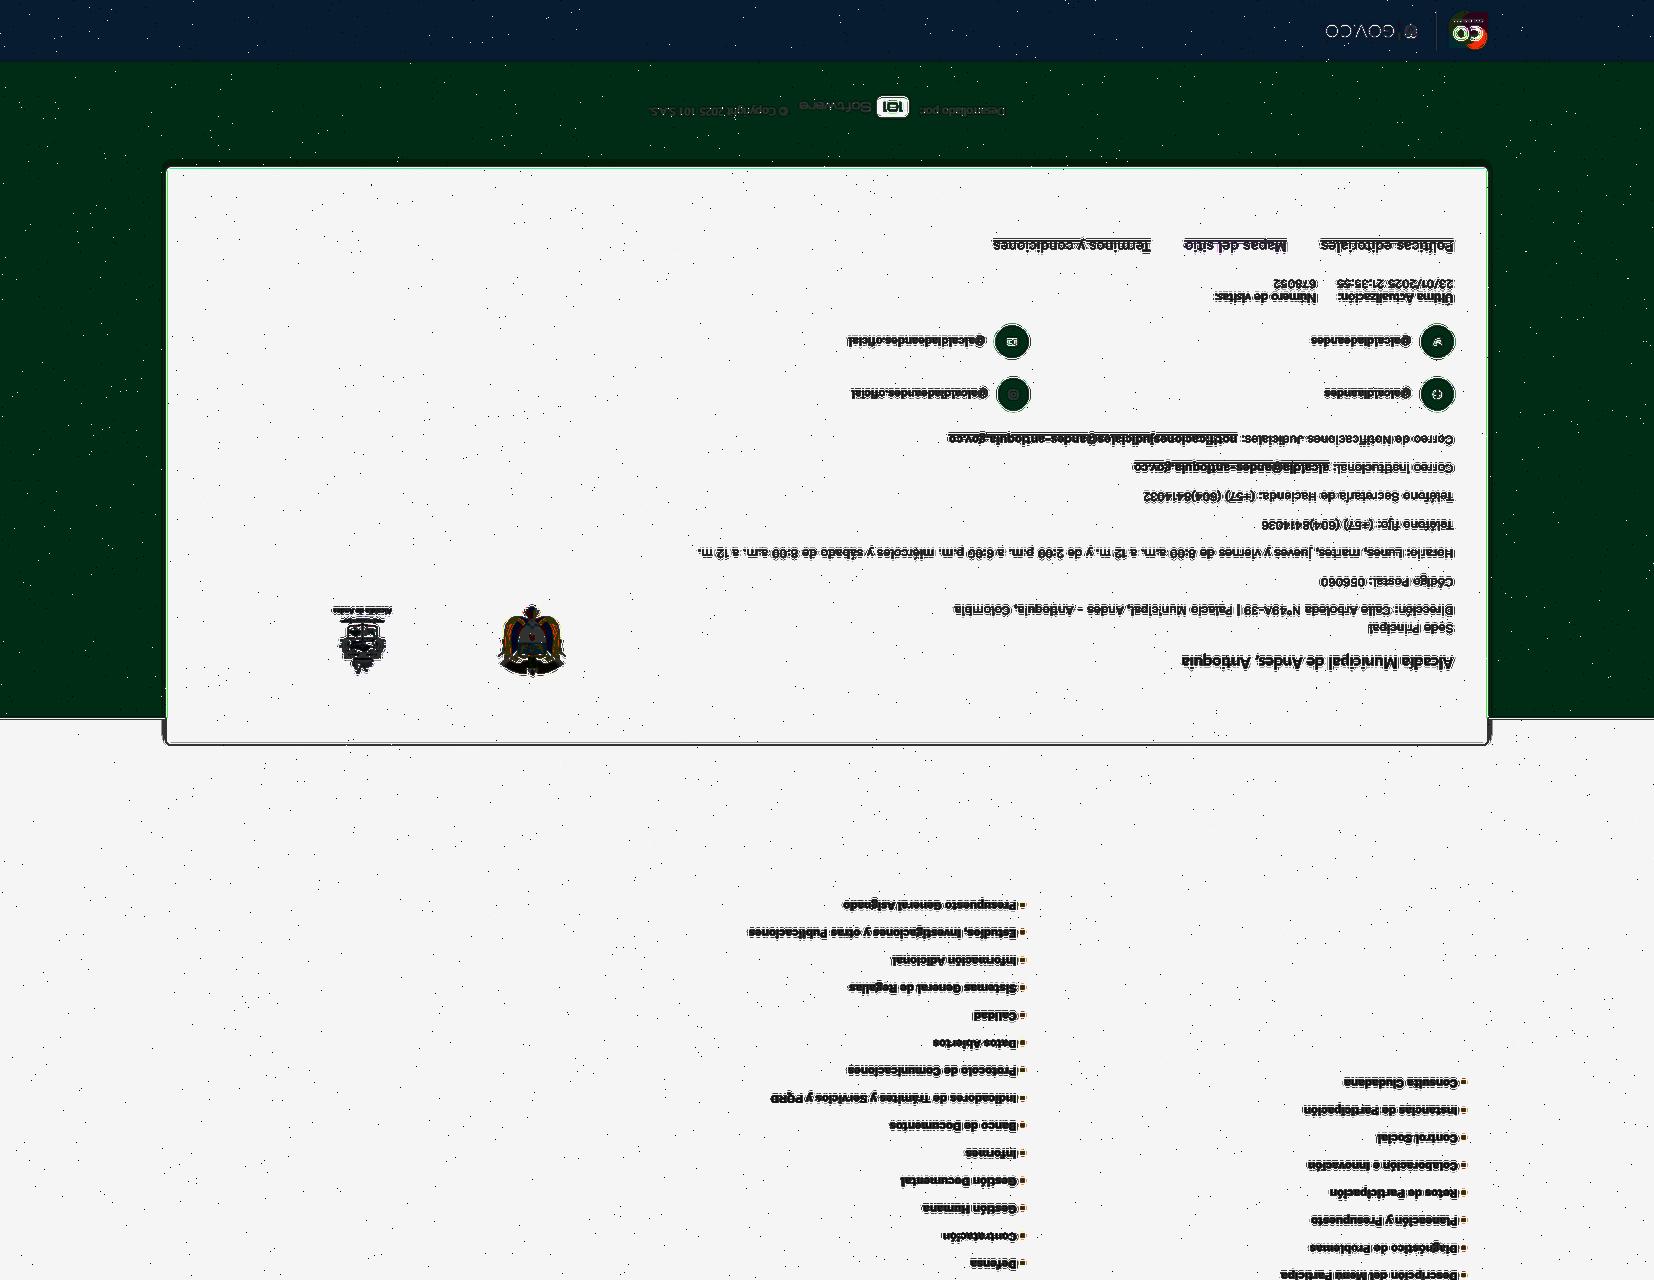 Descripción del Menú Participa
Diagnóstico de Problemas
Planeación y Presupuesto
Retos de Participación
Colaboración e Innovación
Control Social
Instancias de Participación
Consulta Ciudadana
Defensa
Contratación
Gestión Humana
Gestión Documental
Informes
Banco de Documentos
Indicadores de Trámites y Servicios y PQRD
Protocolo de Comunicaciones
Datos Abiertos
Calidad
Sistemas General de Regalías
Información Adicional
Estudios, Investigaciones y otras Publicaciones
Presupuesto General Asignado
Alcaldía Municipal de Andes, Antioquia
Sede Principal
Dirección: Calle Arboleda N°49A-39 | Palacio Municipal, Andes - Antioquia, Colombia
Código Postal: 056060
Horario: Lunes, martes, jueves y viernes de 8:00 a.m. a 12 m. y de 2:00 p.m. a 6:00 p.m. miércoles y sábado de 8:00 a.m. a 12 m.
Teléfono fijo: (+57) (604)8414036
Teléfono Secretaría de Hacienda: (+57) (604)8414032
Correo Institucional: alcaldia@andes-antioquia.gov.co
Correo de Notificaciones Judiciales: notificacionesjudiciales@andes-antioquia.gov.co
@alcaldiaandes @alcaldiadeandes.oficial
@alcaldiadeandes @alcaldiadeandes.oficial
Última Actualización: Número de visitas:
23/01/2025 21:35:55 678052
Políticas editoriales Mapas del sitio Terminos y condiciones
Desarrollado por: 101 Software © Copyright 2025 101 S.A.S.
CO GOV.CO